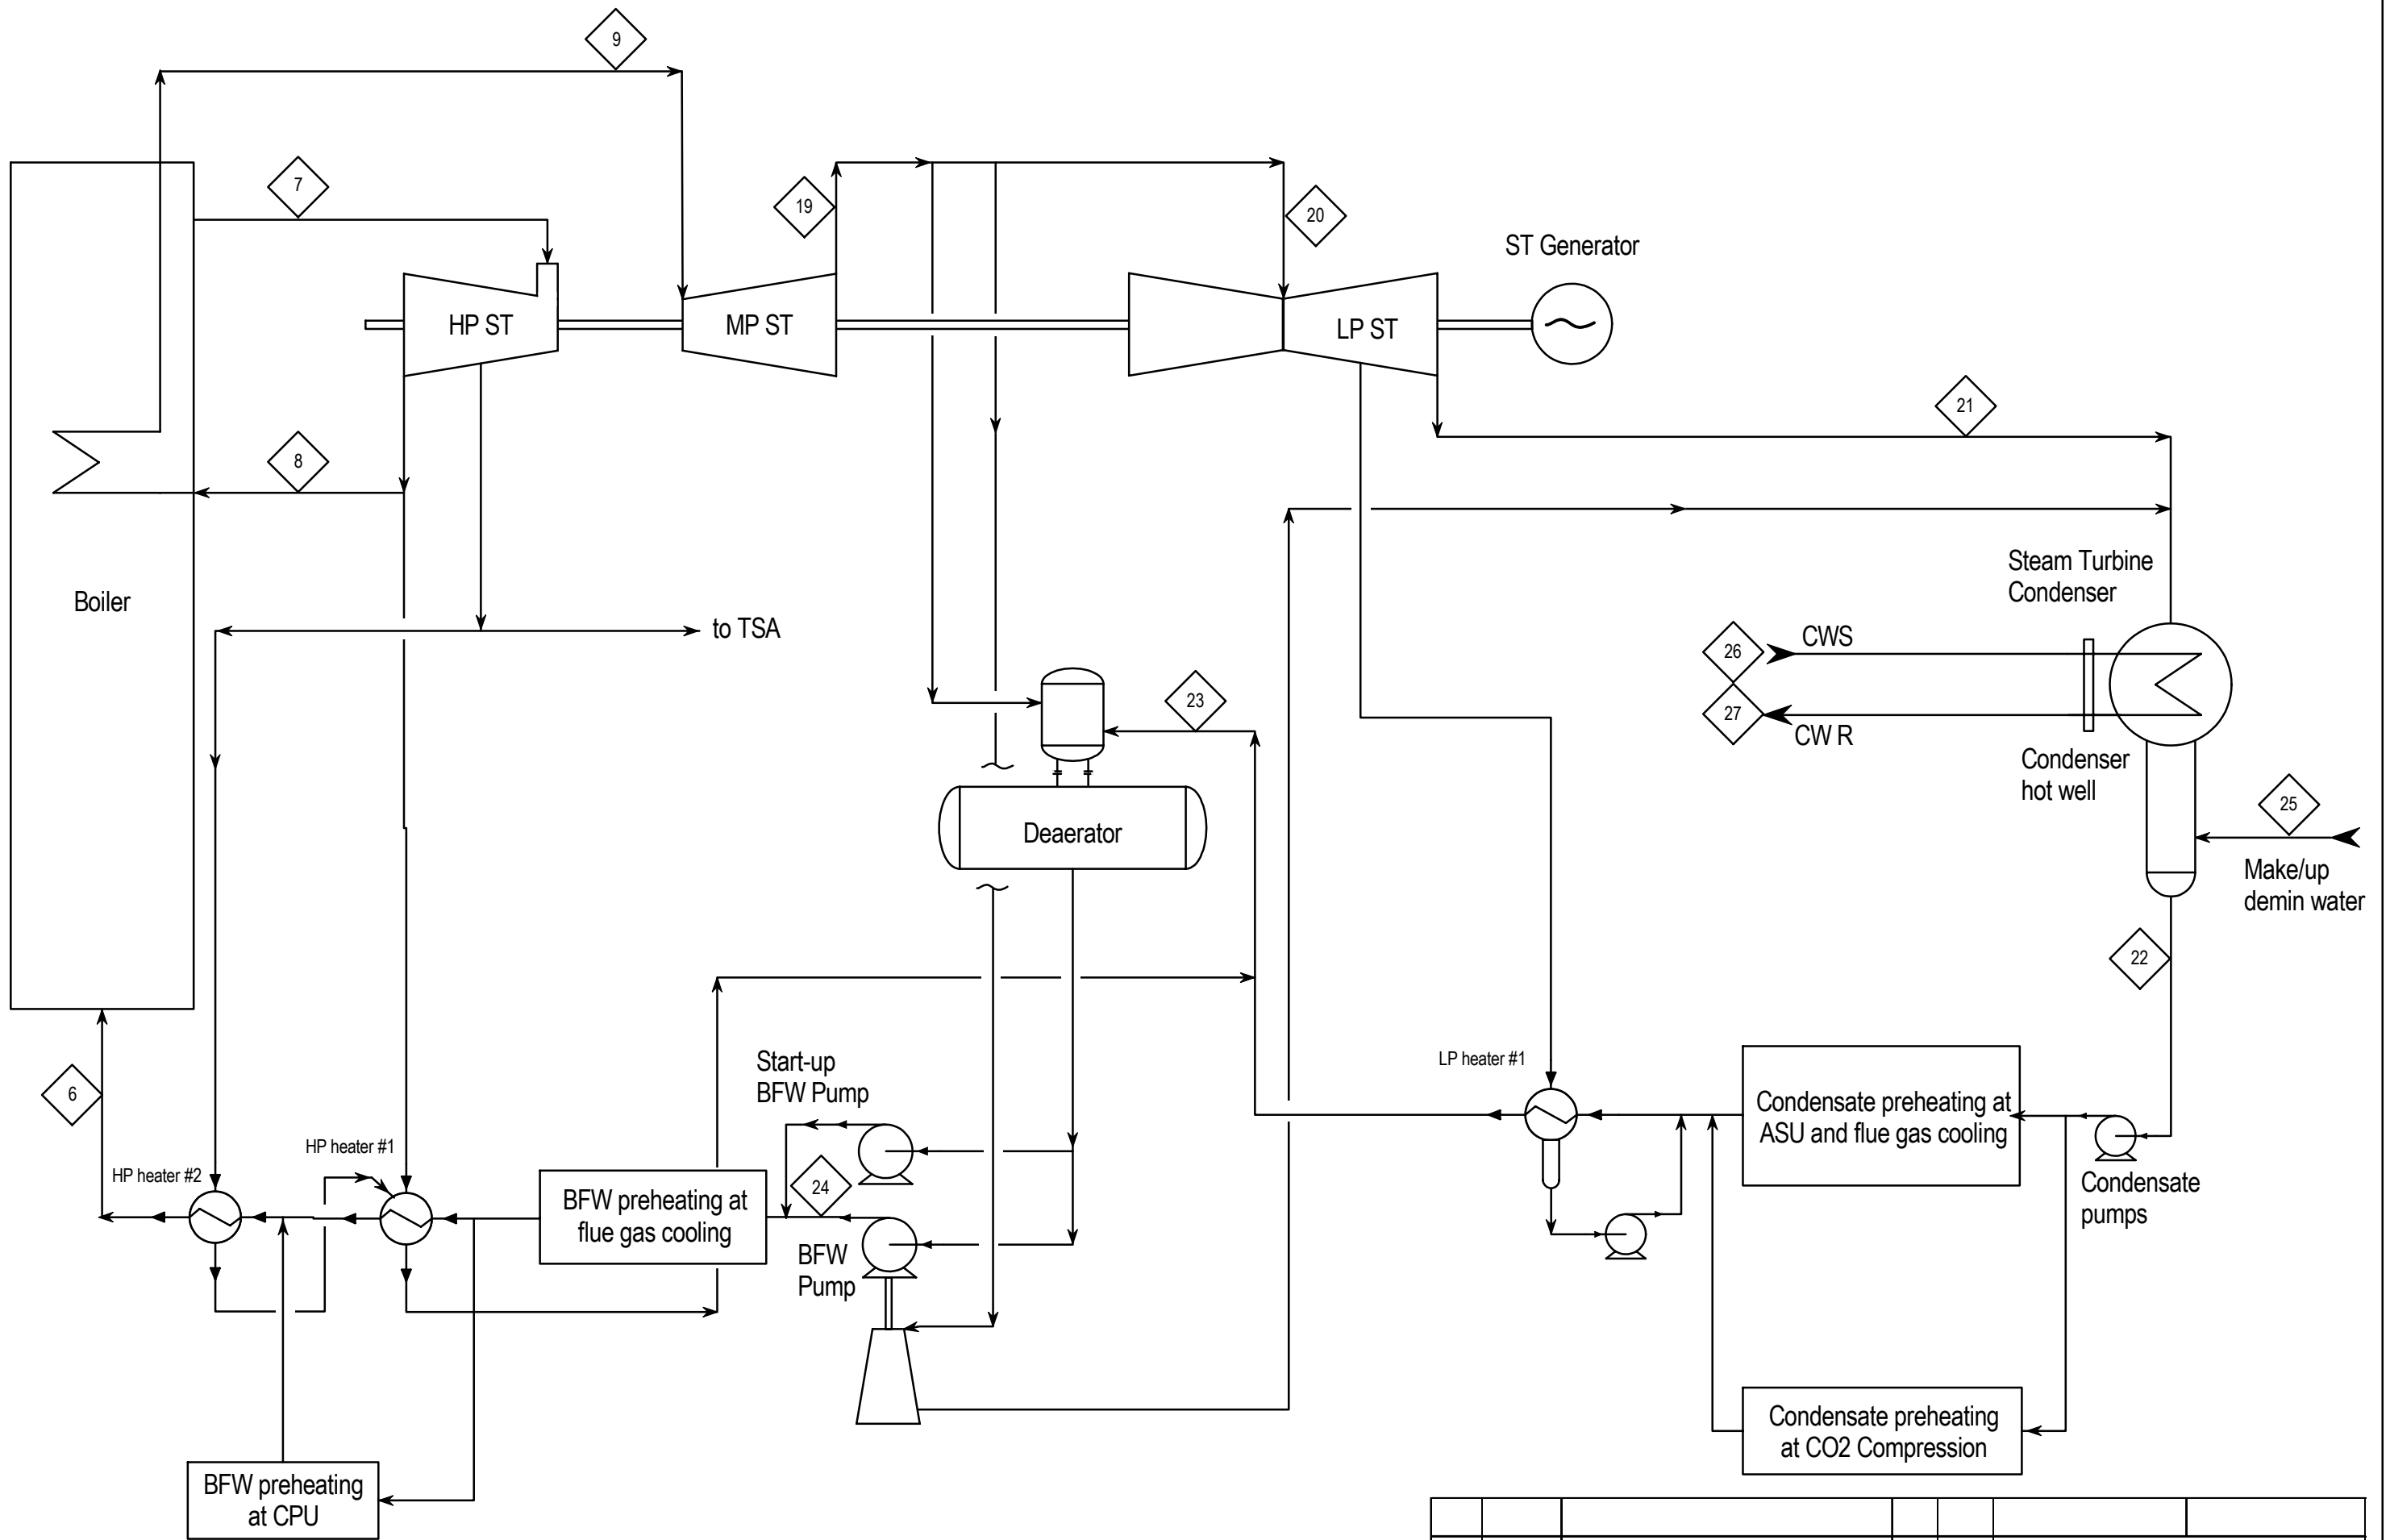 9
7
19
20
ST Generator
HP ST
MP ST
LP ST
21
8
Steam Turbine
Condenser
Boiler
to TSA
26
CWS
23
27
CW R
Condenser
hot well
25
Deaerator
Make/up
demin water
22
Start-up
BFW Pump
LP heater #1
6
Condensate preheating at
ASU and flue gas cooling
HP heater #1
HP heater #2
24
BFW preheating at
flue gas cooling
Condensate
pumps
BFW
Pump
Condensate preheating
at CO2 Compression
BFW preheating
at CPU